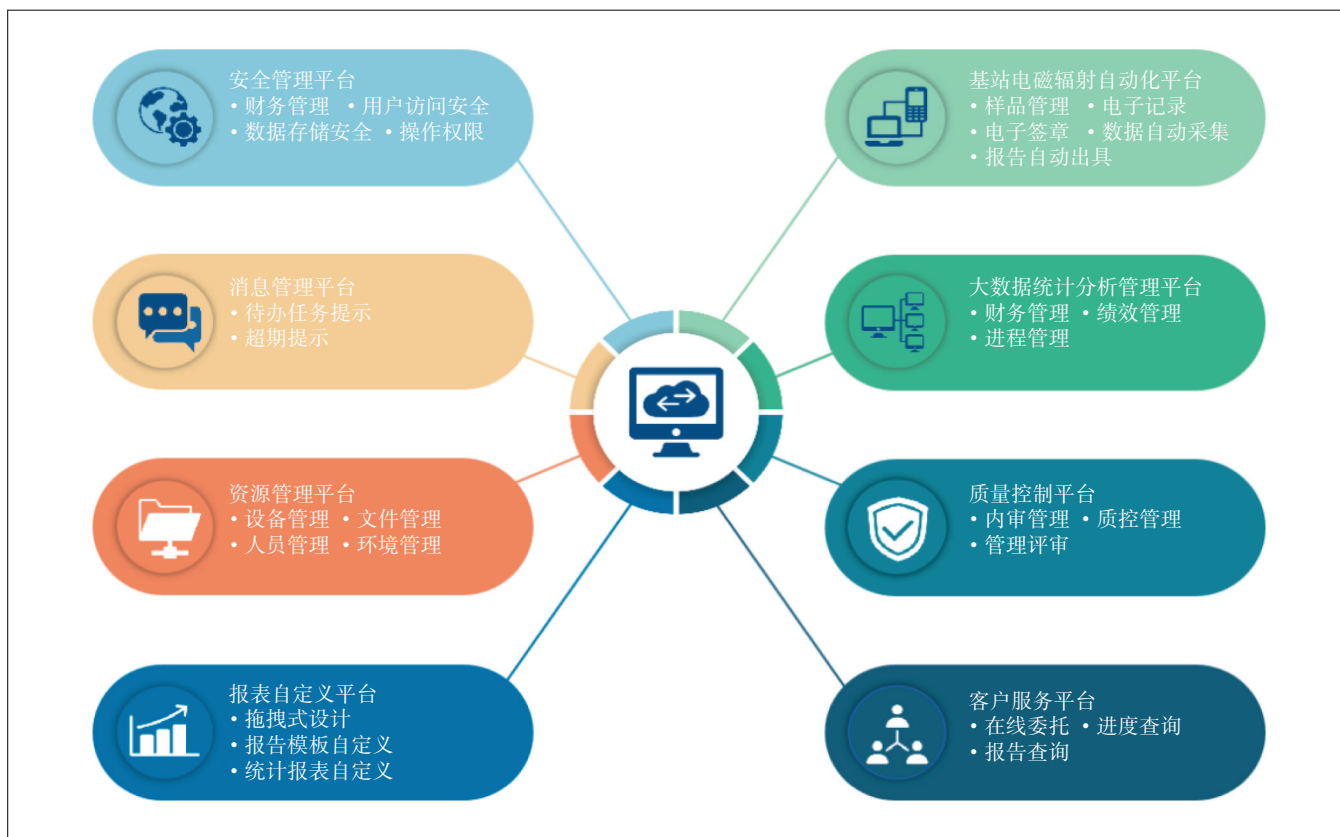 安全管理平台
• 财务管理 • 用户访问安全
• 数据存储安全 • 操作权限
消息管理平台
• 待办任务提示
• 超期提示
资源管理平台
• 设备管理 • 文件管理
• 人员管理 • 环境管理
报表自定义平台
• 拖拽式设计
• 报告模板自定义
• 统计报表自定义
基站电磁辐射自动化平台
• 样品管理 • 电子记录
• 电子签章 • 数据自动采集
• 报告自动出具
大数据统计分析管理平台
• 财务管理 • 绩效管理
• 进程管理
质量控制平台
• 内审管理 • 质控管理
• 管理评审
客户服务平台
• 在线委托 • 进度查询
• 报告查询